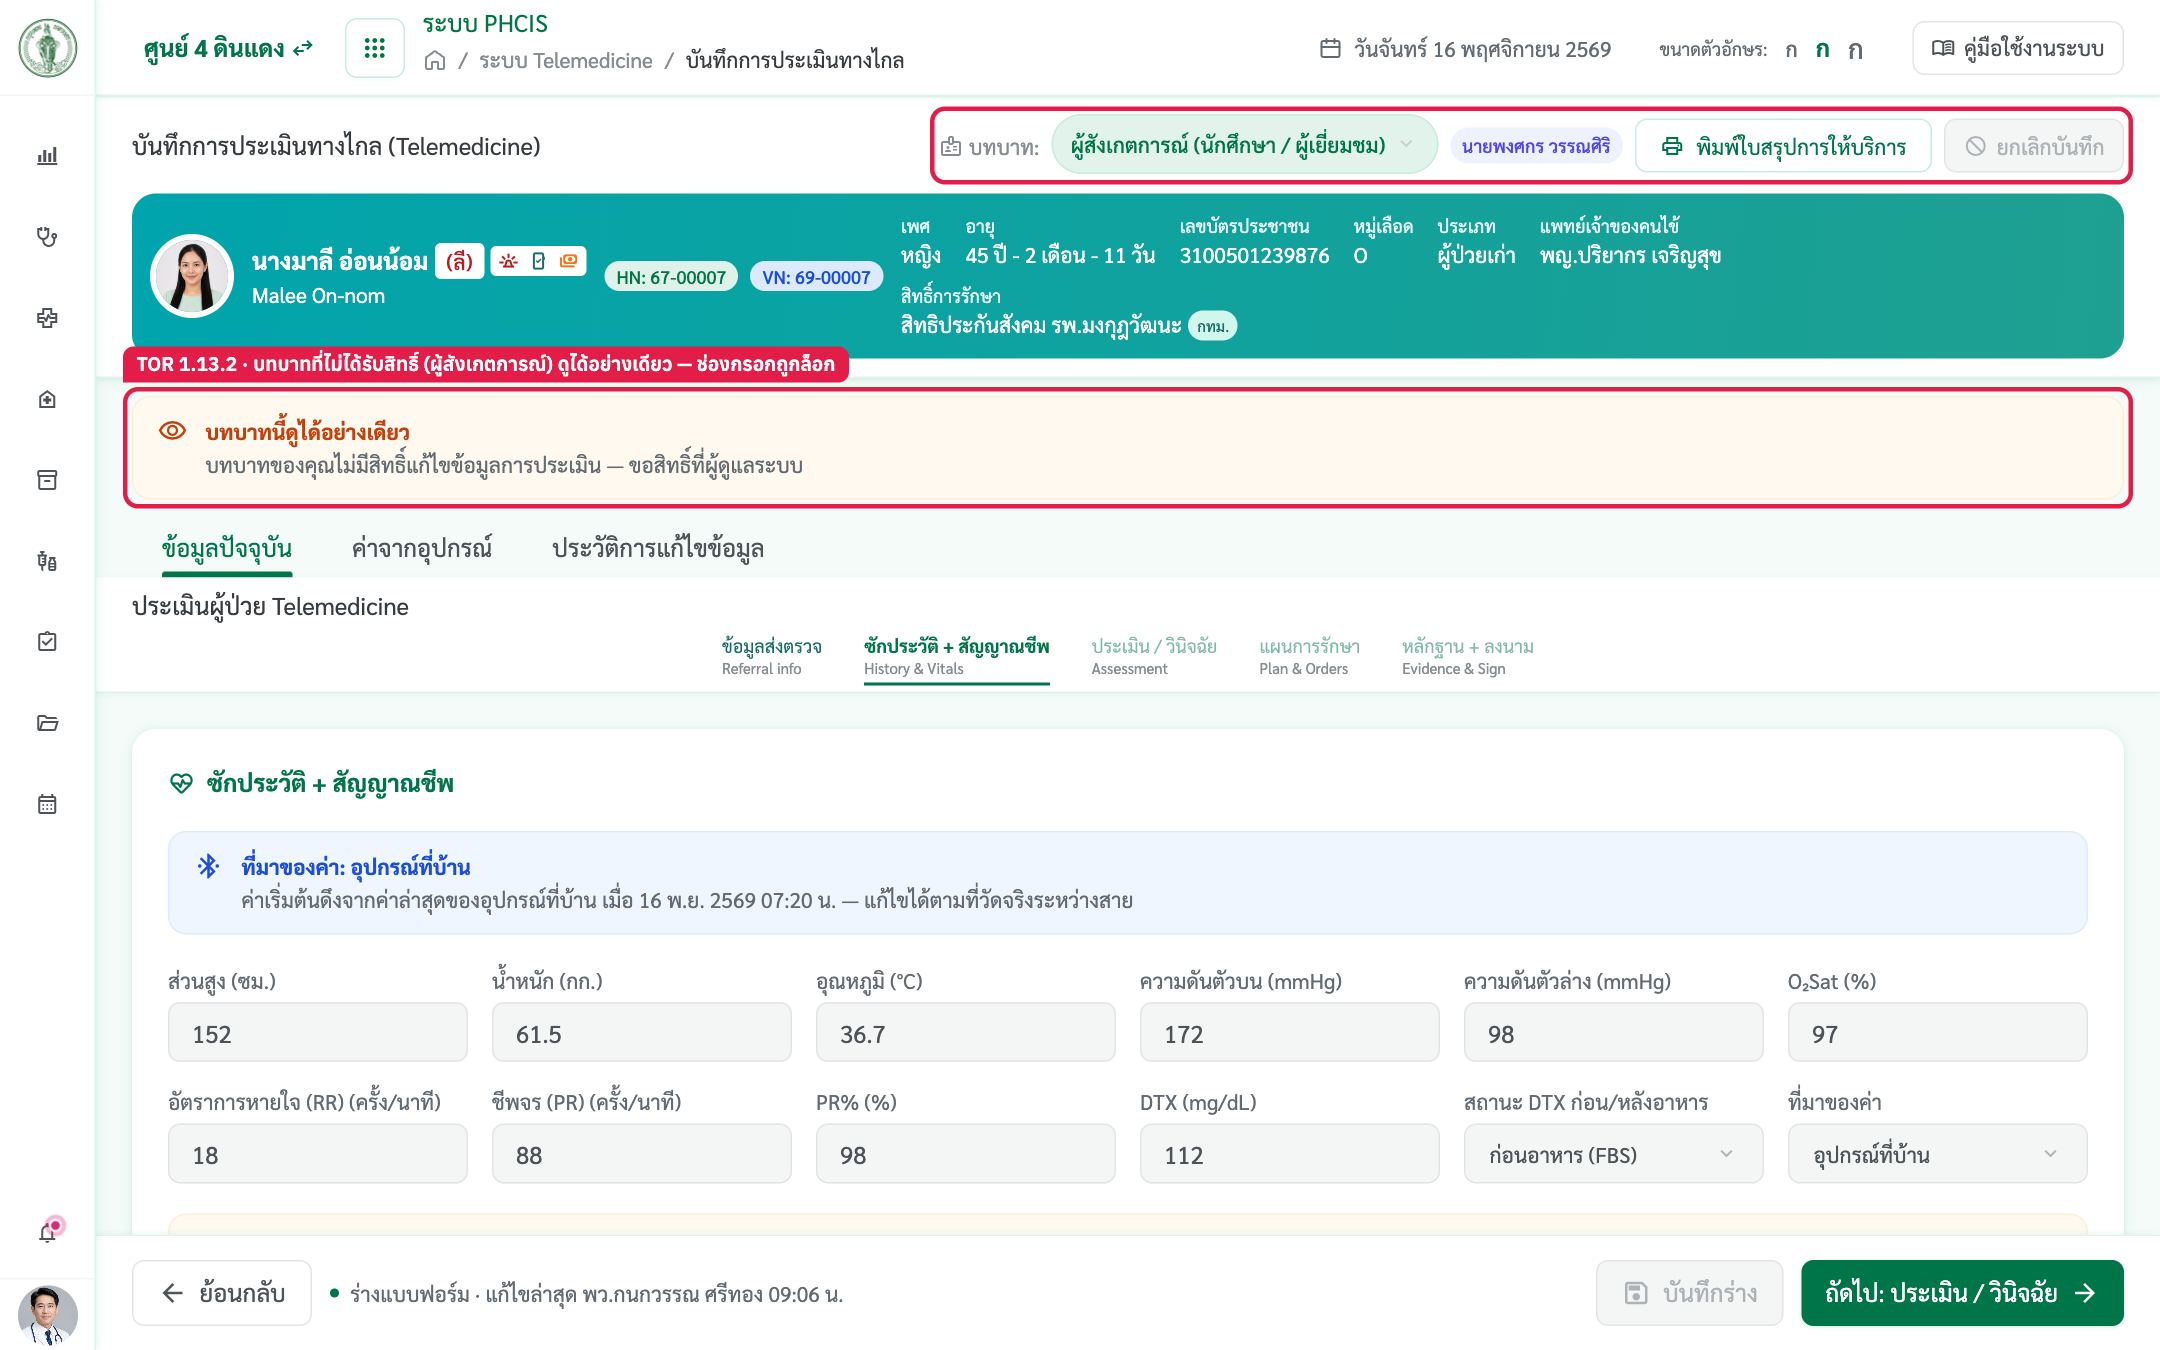 ศูนย์ 4 ดินแดง
ระบบ PHCIS
/ ระบบ Telemedicine / บันทึกการประเมินทางไกล
วันจันทร์ 16 พฤศจิกายน 2569
ขนาดตัวอักษร: ก ก ก
คู่มือใช้งานระบบ
บันทึกการประเมินทางไกล (Telemedicine)
บทบาท: ผู้สังเกตการณ์ (นักศึกษา / ผู้เยี่ยมชม)
นายพงศกร วรรณศิริ
พิมพ์ใบสรุปการให้บริการ
ยกเลิกบันทึก
นางมาลี อ่อนน้อม (ลี)
Malee On-nom
HN: 67-00007
VN: 69-00007
เพศ อายุ เลขบัตรประชาชน หมู่เลือด ประเภท แพทย์เจ้าของคนไข้
หญิง 45 ปี - 2 เดือน - 11 วัน 3100501239876 O ผู้ป่วยเก่า พญ.ปริยากร เจริญสุข
สิทธิ์การรักษา
สิทธิประกันสังคม รพ.มงกุฎวัฒนะ กทม.
TOR 1.13.2 · บทบาทที่ไม่ได้รับสิทธิ์ (ผู้สังเกตการณ์) ดูได้อย่างเดียว — ช่องกรอกถูกล็อก
บทบาทนี้ดูได้อย่างเดียว
บทบาทของคุณไม่มีสิทธิ์แก้ไขข้อมูลการประเมิน — ขอสิทธิ์ที่ผู้ดูแลระบบ
ข้อมูลปัจจุบัน ค่าจากอุปกรณ์ ประวัติการแก้ไขข้อมูล
ประเมินผู้ป่วย Telemedicine
ข้อมูลส่งตรวจ ซักประวัติ + สัญญาณชีพ ประเมิน / วินิจฉัย แผนการรักษา หลักฐาน + ลงนาม
Referral info History & Vitals Assessment Plan & Orders Evidence & Sign
ซักประวัติ + สัญญาณชีพ
ที่มาของค่า: อุปกรณ์ที่บ้าน
ค่าเริ่มต้นดึงจากค่าล่าสุดของอุปกรณ์ที่บ้าน เมื่อ 16 พ.ย. 2569 07:20 น. — แก้ไขได้ตามที่วัดจริงระหว่างสาย
ส่วนสูง (ซม.) น้ำหนัก (กก.) อุณหภูมิ (°C) ความดันตัวบน (mmHg) ความดันตัวล่าง (mmHg) O₂Sat (%)
152 61.5 36.7 172 98 97
อัตราการหายใจ (RR) (ครั้ง/นาที) ชีพจร (PR) (ครั้ง/นาที) PR% (%) DTX (mg/dL) สถานะ DTX ก่อน/หลังอาหาร ที่มาของค่า
18 88 98 112 ก่อนอาหาร (FBS) อุปกรณ์ที่บ้าน
ย้อนกลับ
ร่างแบบฟอร์ม · แก้ไขล่าสุด พว.กนกวรรณ ศรีทอง 09:06 น.
บันทึกร่าง
ถัดไป: ประเมิน / วินิจฉัย